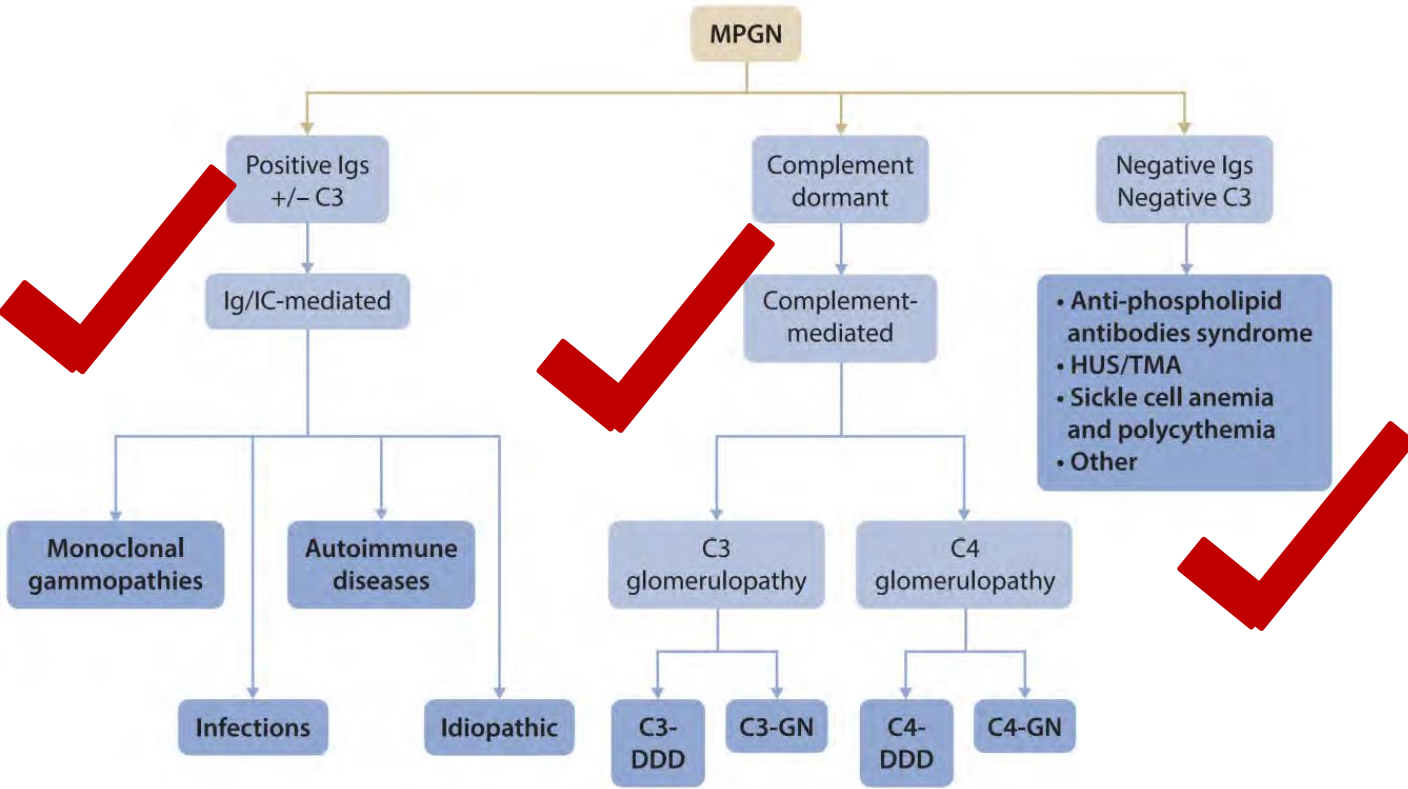 MPGN
Positive Igs
+/– C3
Complement
dormant
Negative Igs
Negative C3
Ig/IC-mediated
Complement-
mediated
• Anti-phospholipid
antibodies syndrome
• HUS/TMA
• Sickle cell anemia
and polycythemia
• Other
Monoclonal
gammopathies
Autoimmune
diseases
C3
glomerulopathy
C4
glomerulopathy
Infections
Idiopathic
C3-
DDD
C3-GN
C4-
DDD
C4-GN